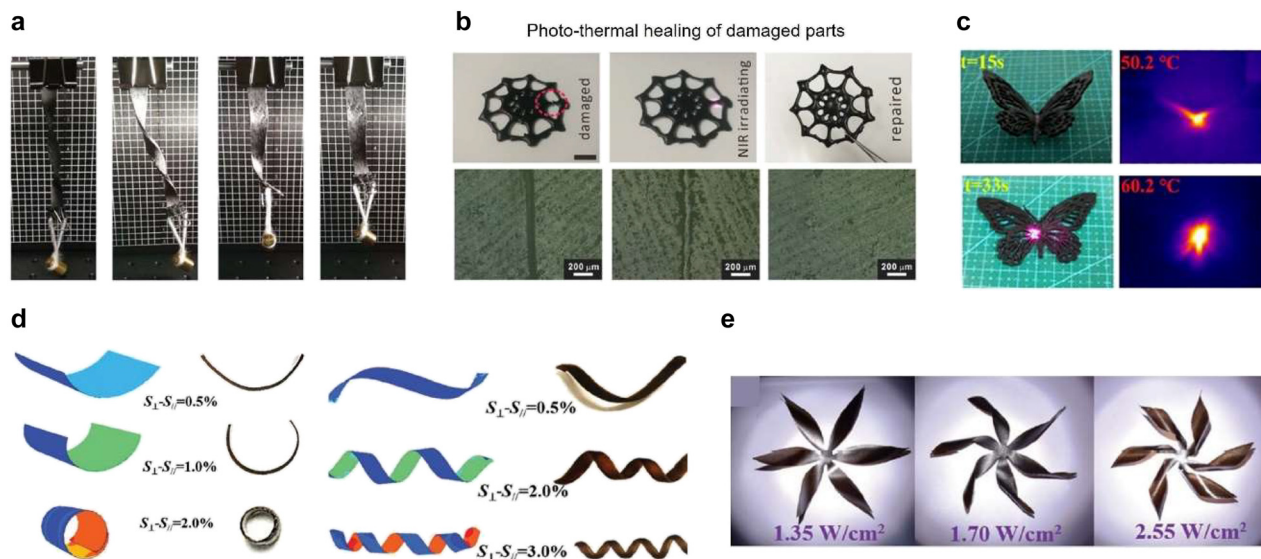 a
b
Photo-thermal healing of damaged parts
damaged
NIR irradiating
repaired
200 μm
200 μm
200 μm
c
t=15s
50.2 °C
t=33s
60.2 °C
d
S⊥-S//=0.5%
S⊥-S//=1.0%
S⊥-S//=2.0%
S⊥-S//=0.5%
S⊥-S//=2.0%
S⊥-S//=3.0%
e
1.35 W/cm²
1.70 W/cm²
2.55 W/cm²